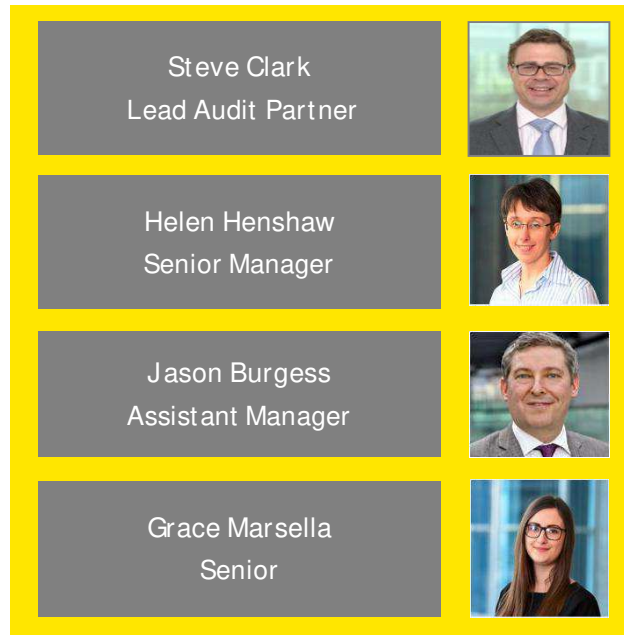 Steve Clark
Lead Audit Partner
Helen Henshaw
Senior Manager
Jason Burgess
Assistant Manager
Grace Marsella
Senior